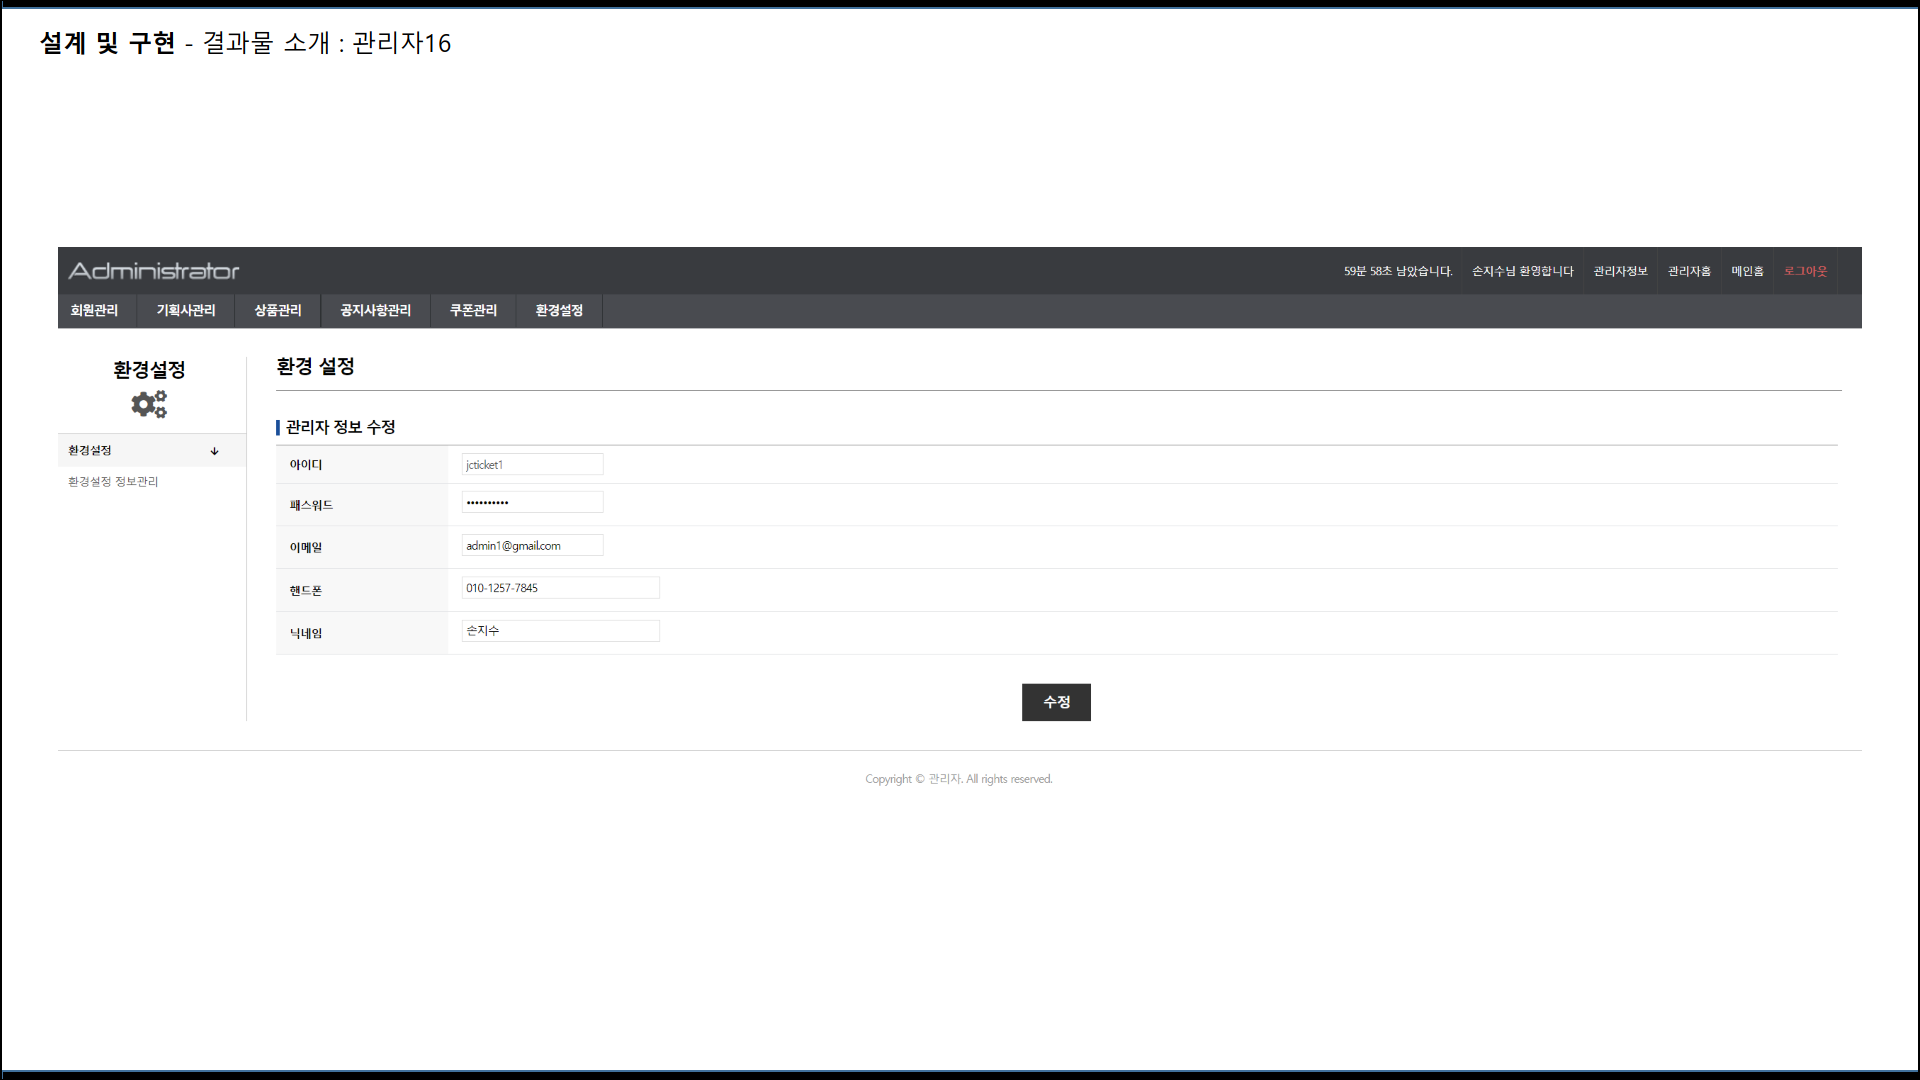 설계 및 구현 - 결과물 소개 : 관리자16
Administrator
59분 58초 남았습니다. 손지수님 환영합니다 관리자정보 관리자홈 메인홈 로그아웃
회원관리 기획사관리 상품관리 공지사항관리 쿠폰관리 환경설정
환경설정
환경설정
환경설정 정보관리
환경 설정
관리자 정보 수정
아이디 jcticket1
패스워드 ••••••••••
이메일 admin1@gmail.com
핸드폰 010-1257-7845
닉네임 손지수
수정
Copyright © 관리자. All rights reserved.